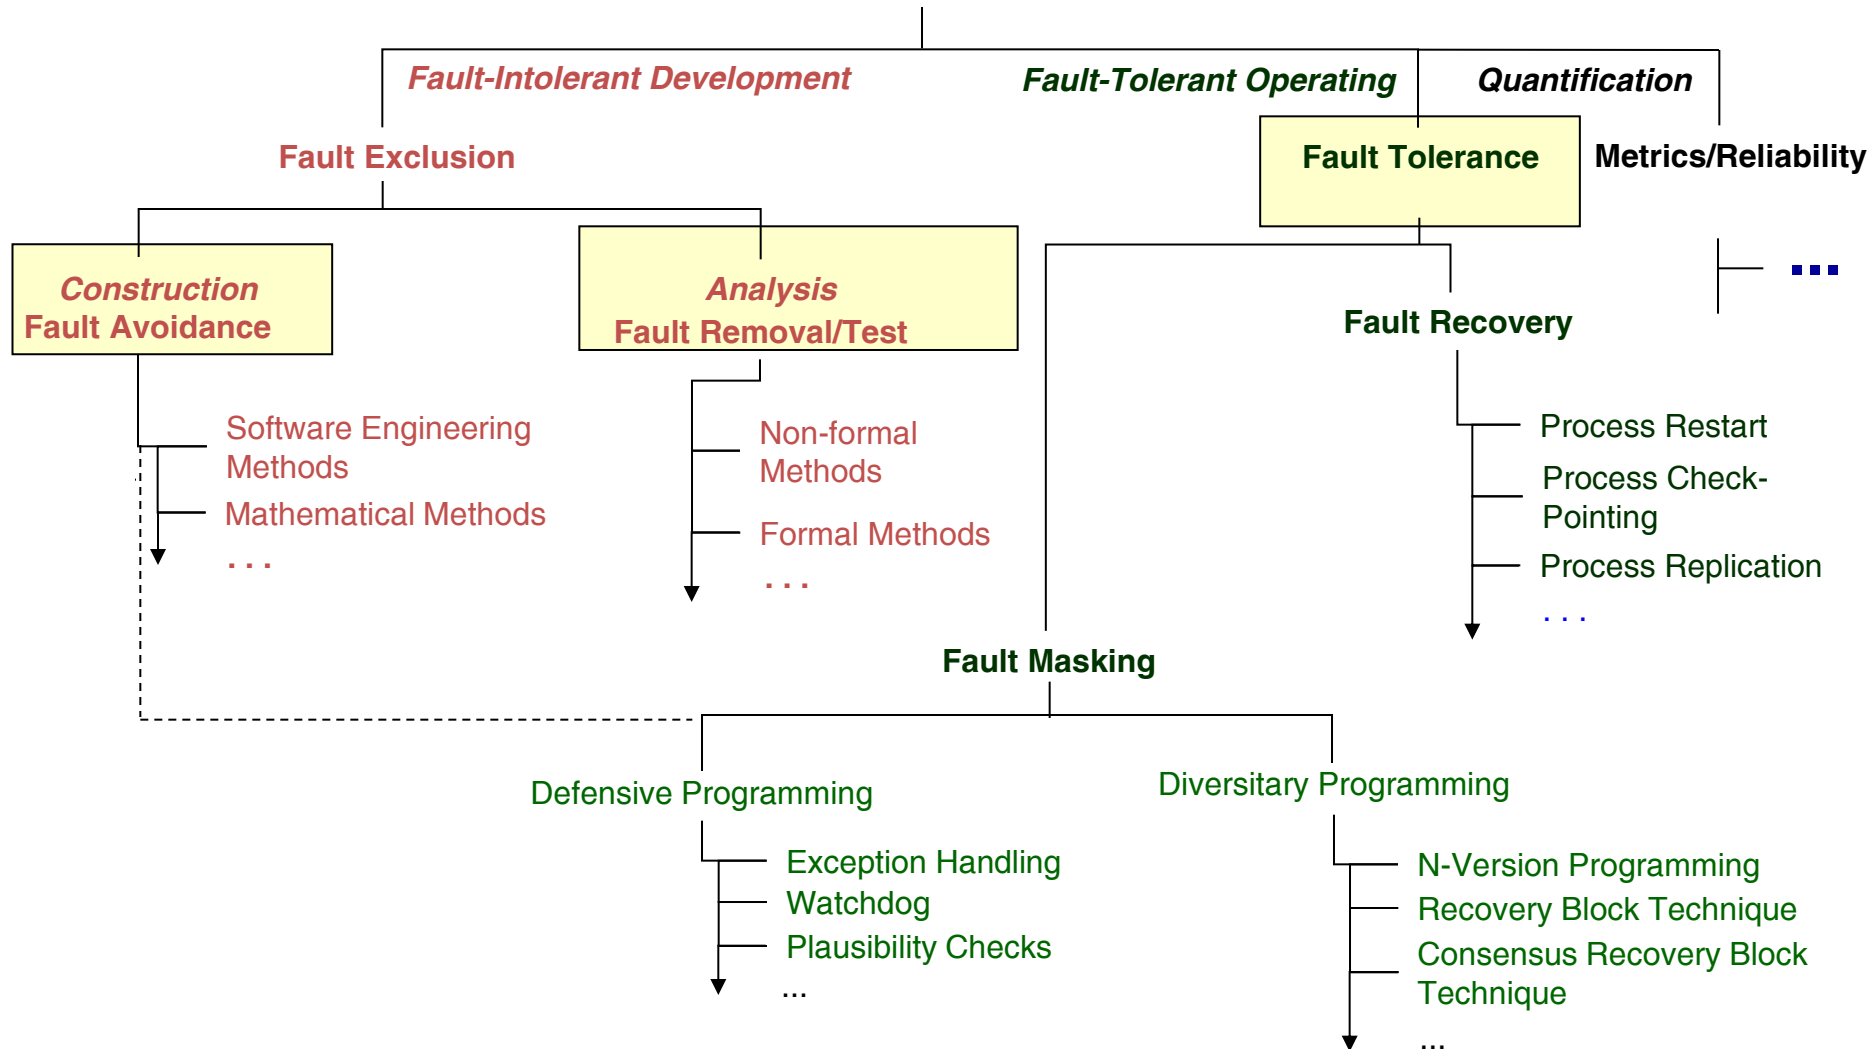 Fault-Intolerant Development
Fault-Tolerant Operating
Quantification
Fault Exclusion
Fault Tolerance
Metrics/Reliability
Construction
Fault Avoidance
Analysis
Fault Removal/Test
...
Fault Recovery
Software Engineering
Methods
Mathematical Methods
. . .
Non-formal
Methods
Formal Methods
. . .
Process Restart
Process Check-
Pointing
Process Replication
. . .
Fault Masking
Defensive Programming
Diversitary Programming
Exception Handling
Watchdog
Plausibility Checks
...
N-Version Programming
Recovery Block Technique
Consensus Recovery Block
Technique
...